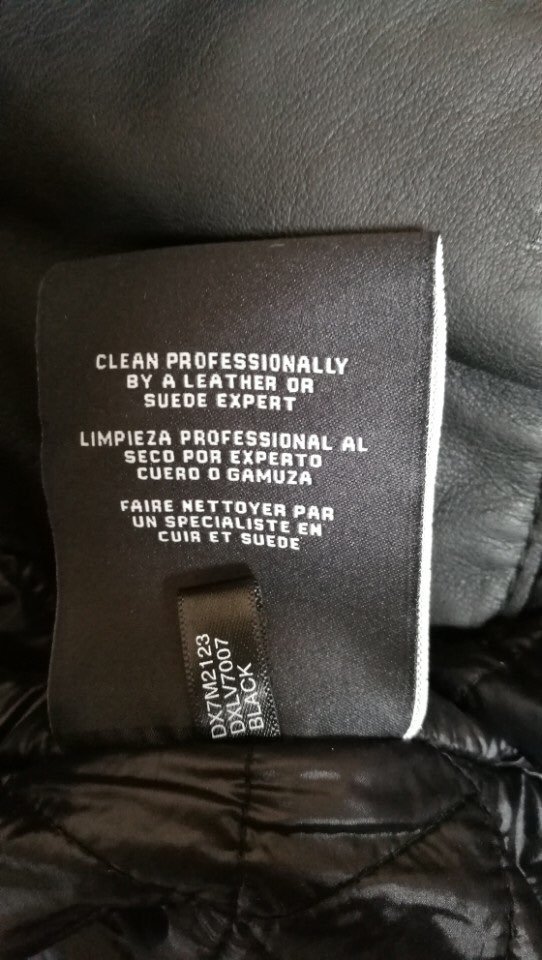 CLEAN PROFESSIONALLY
BY A LEATHER OR
SUEDE EXPERT
LIMPIEZA PROFESSIONAL AL
SECO POR EXPERTO
CUERO O GAMUZA
FAIRE NETTOYER PAR
UN SPECIALISTE EN
CUIR ET SUEDE
DX7M2123
DXLV7007
BLACK